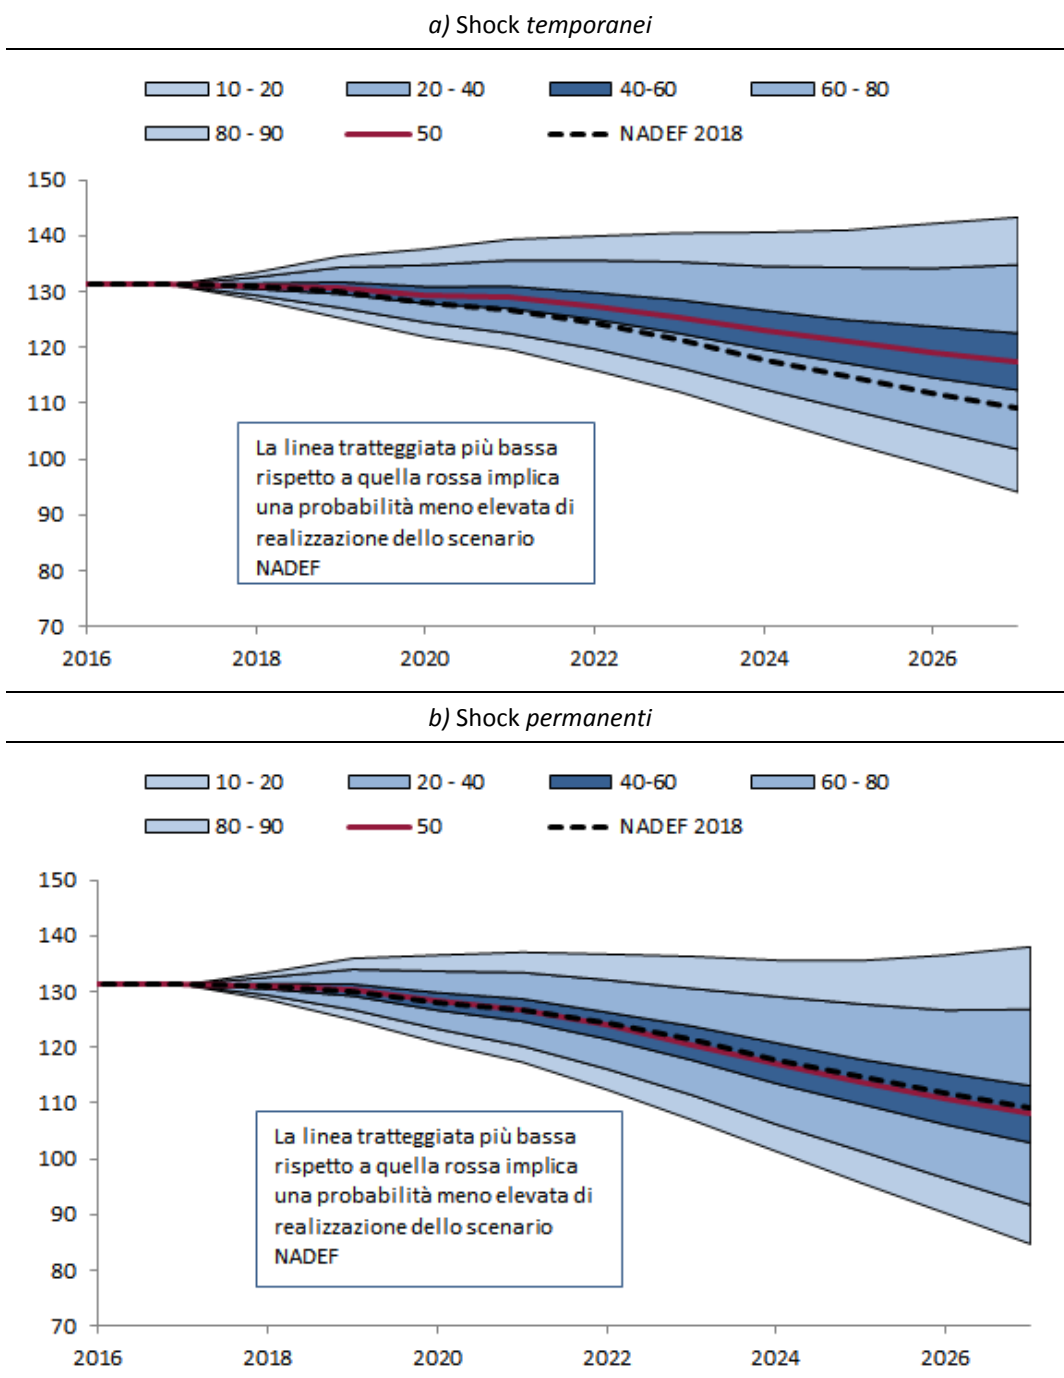 a) Shock temporanei
10 - 20 20 - 40 40-60 60 - 80
80 - 90 50 NADEF 2018
150
140
130
120
110
100
90
80
70
La linea tratteggiata più bassa
rispetto a quella rossa implica
una probabilità meno elevata di
realizzazione dello scenario
NADEF
2016 2018 2020 2022 2024 2026
b) Shock permanenti
10 - 20 20 - 40 40-60 60 - 80
80 - 90 50 NADEF 2018
150
140
130
120
110
100
90
80
70
La linea tratteggiata più bassa
rispetto a quella rossa implica
una probabilità meno elevata di
realizzazione dello scenario
NADEF
2016 2018 2020 2022 2024 2026